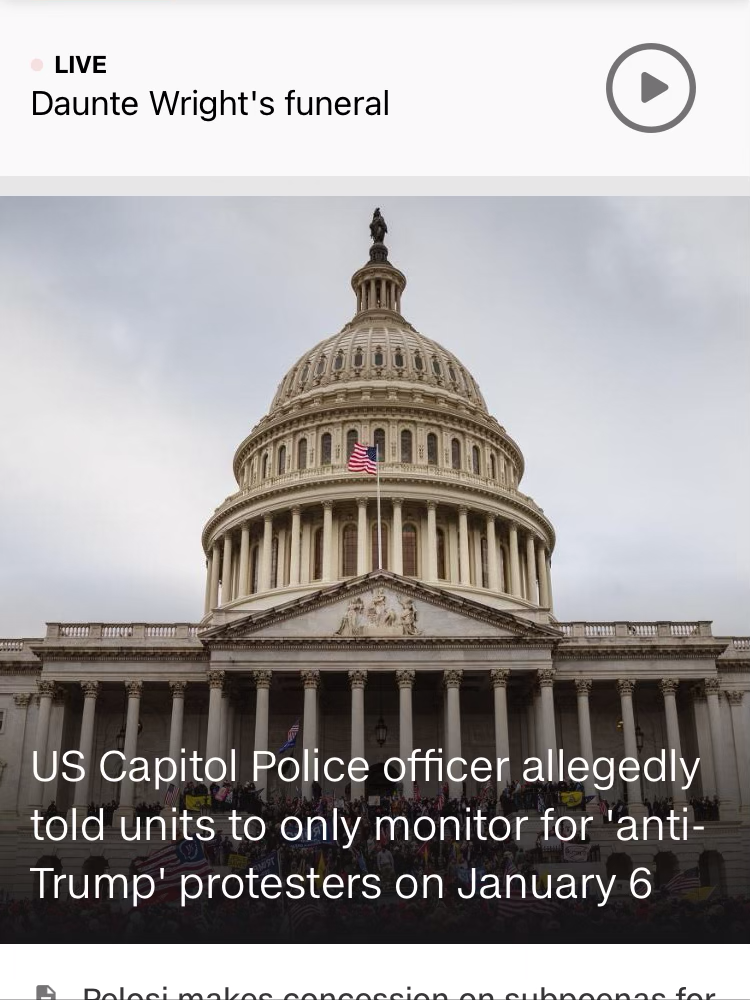 LIVE
Daunte Wright's funeral
US Capitol Police officer allegedly
told units to only monitor for 'anti-
Trump' protesters on January 6
Pelosi makes concession on subpoenas for